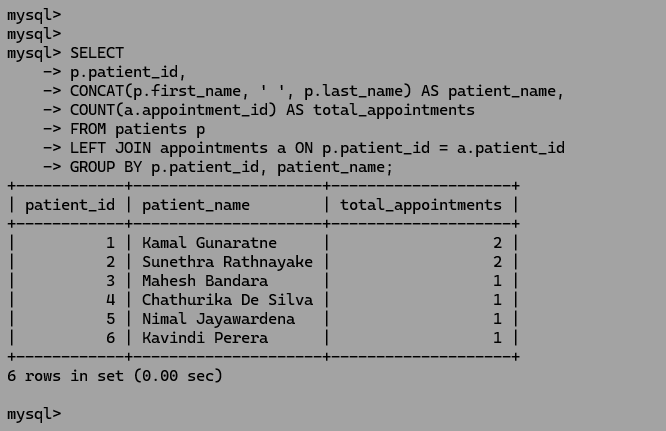 mysql>
mysql>
mysql> SELECT
    -> p.patient_id,
    -> CONCAT(p.first_name, ' ', p.last_name) AS patient_name,
    -> COUNT(a.appointment_id) AS total_appointments
    -> FROM patients p
    -> LEFT JOIN appointments a ON p.patient_id = a.patient_id
    -> GROUP BY p.patient_id, patient_name;
+------------+---------------------+--------------------+
| patient_id | patient_name        | total_appointments |
+------------+---------------------+--------------------+
|          1 | Kamal Gunaratne     |                  2 |
|          2 | Sunethra Rathnayake |                  2 |
|          3 | Mahesh Bandara      |                  1 |
|          4 | Chathurika De Silva |                  1 |
|          5 | Nimal Jayawardena   |                  1 |
|          6 | Kavindi Perera      |                  1 |
+------------+---------------------+--------------------+
6 rows in set (0.00 sec)

mysql>